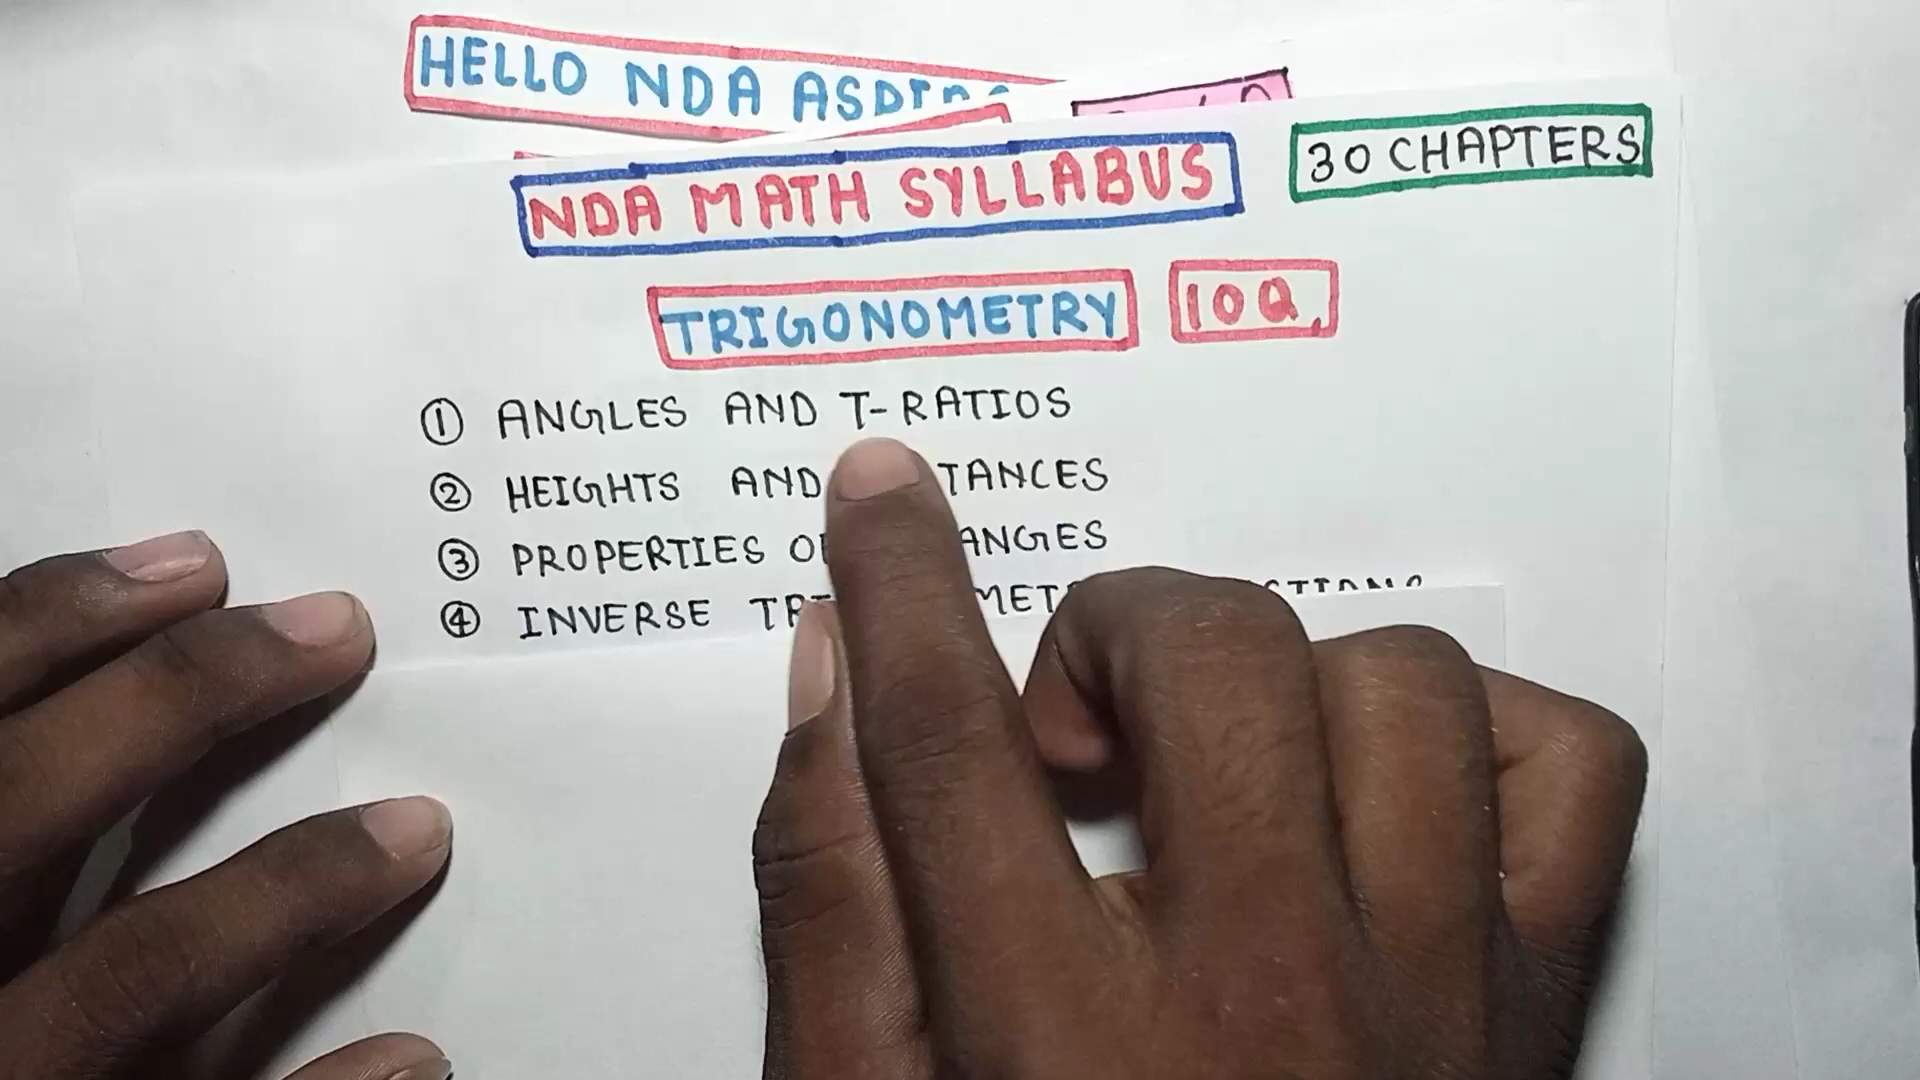 HELLO NDA
NDA MATH SYLLABUS
30 CHAPTERS
TRIGONOMETRY
10Q.
① ANGLES AND T-RATIOS
② HEIGHTS AND
③ PROPERTIES
④ INVERSE